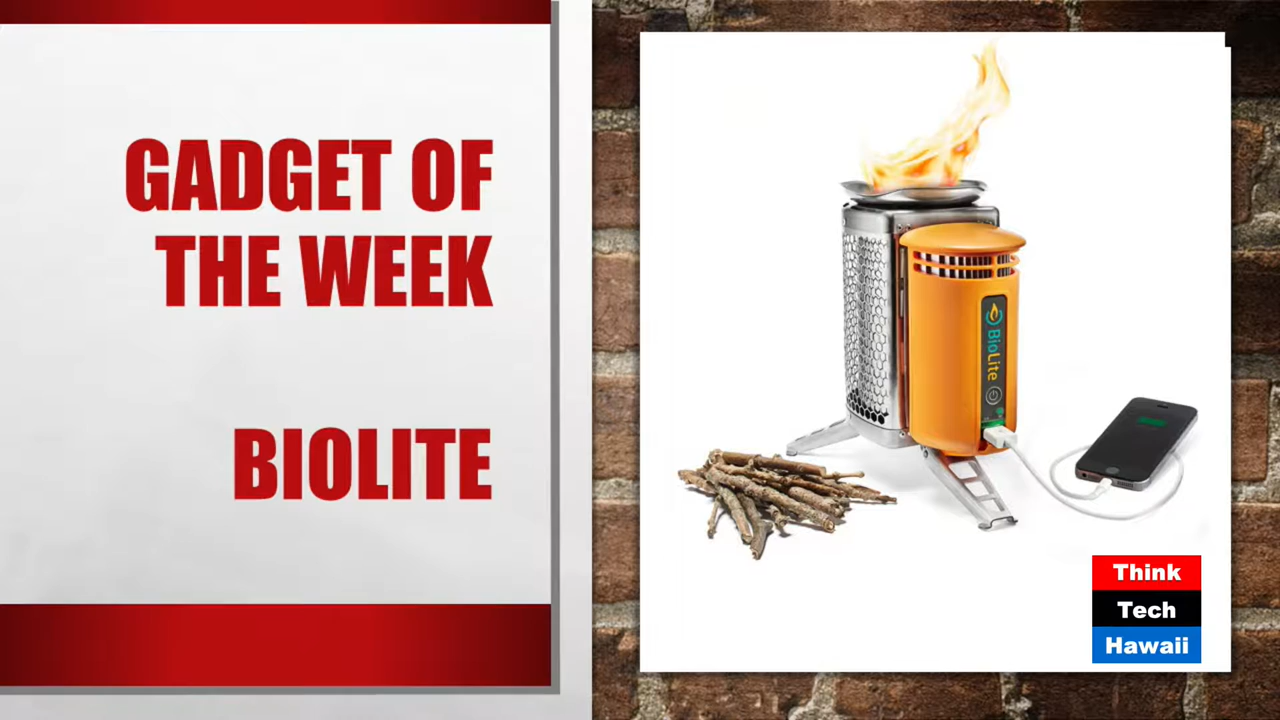 GADGET OF
THE WEEK
BIOLITE
BioLite
Think
Tech
Hawaii